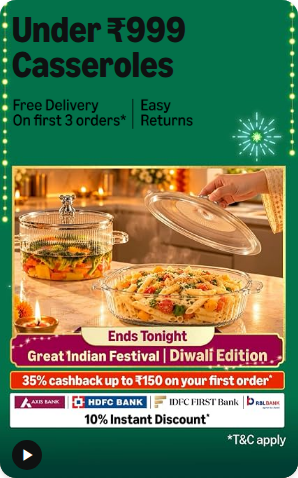 Under ₹999
Casseroles
Free Delivery
On first 3 orders*
Easy
Returns
Ends Tonight
Great Indian Festival | Diwali Edition
35% cashback up to ₹150 on your first order*
AXIS BANK HDFC BANK IDFC FIRST Bank RBLBANK
10% Instant Discount*
*T&C apply